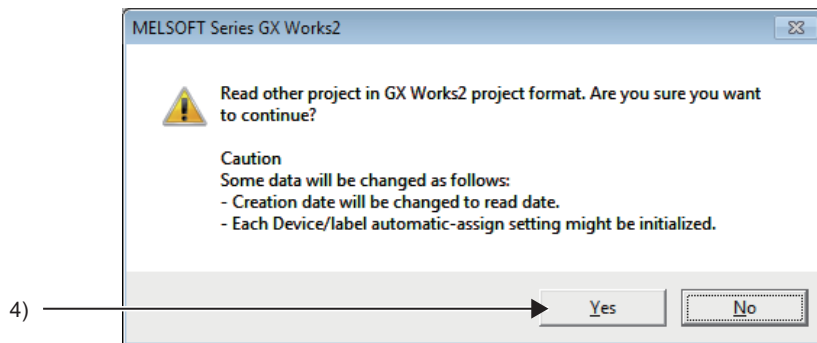 MELSOFT Series GX Works2
Read other project in GX Works2 project format. Are you sure you want
to continue?
Caution
Some data will be changed as follows:
- Creation date will be changed to read date.
- Each Device/label automatic-assign setting might be initialized.
4)
Yes
No